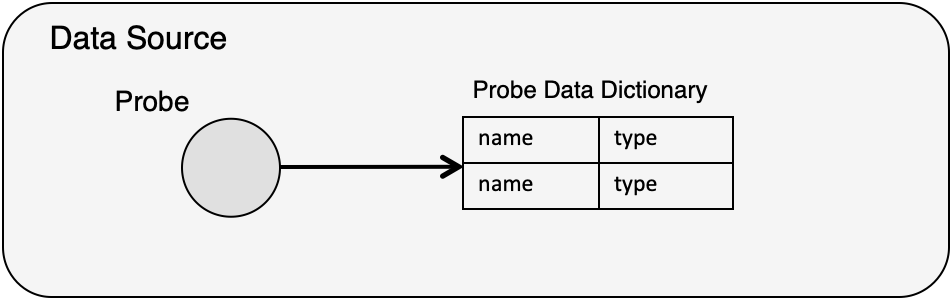 Data Source
Probe
Probe Data Dictionary
name type
name type